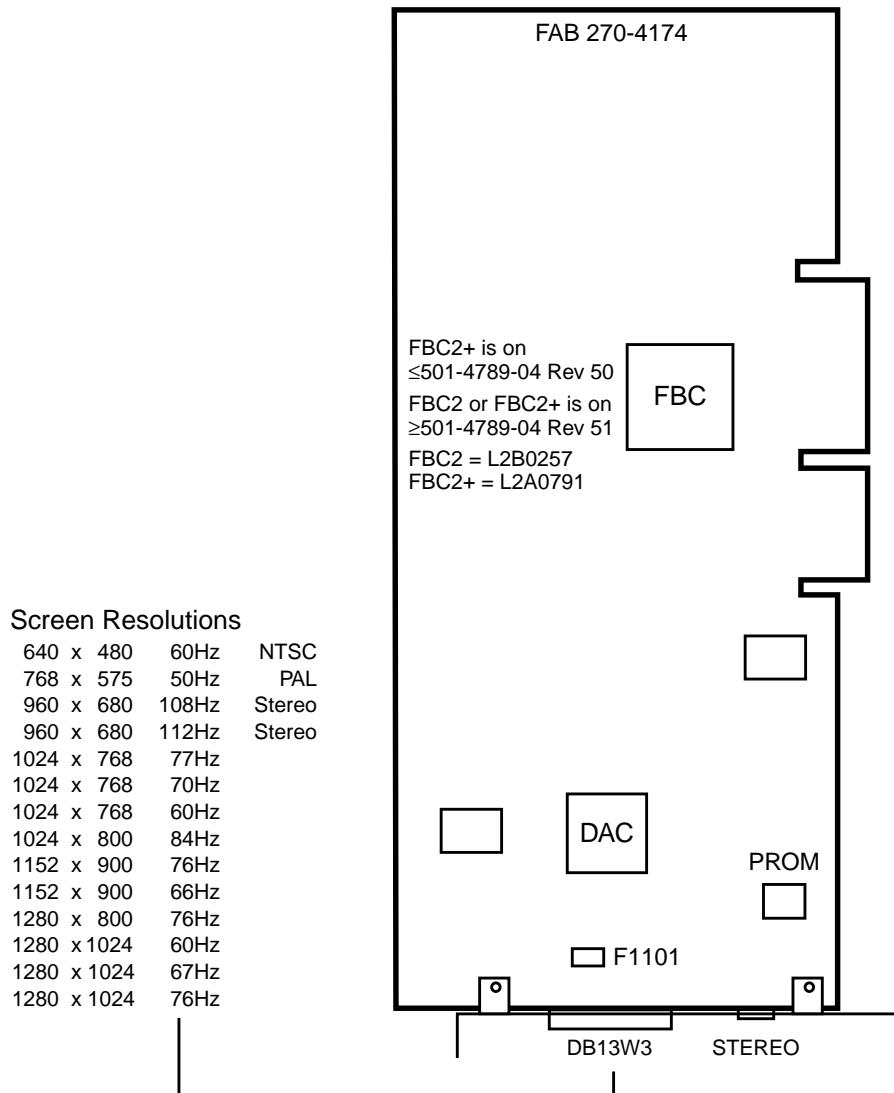 FAB 270-4174
FBC2+ is on
≤501-4789-04 Rev 50
FBC2 or FBC2+ is on
≥501-4789-04 Rev 51
FBC2 = L2B0257
FBC2+ = L2A0791
FBC
Screen Resolutions
640 x 480 60Hz NTSC
768 x 575 50Hz PAL
960 x 680 108Hz Stereo
960 x 680 112Hz Stereo
1024 x 768 77Hz
1024 x 768 70Hz
1024 x 768 60Hz
1024 x 800 84Hz
1152 x 900 76Hz
1152 x 900 66Hz
1280 x 800 76Hz
1280 x 1024 60Hz
1280 x 1024 67Hz
1280 x 1024 76Hz
DAC
PROM
F1101
DB13W3
STEREO